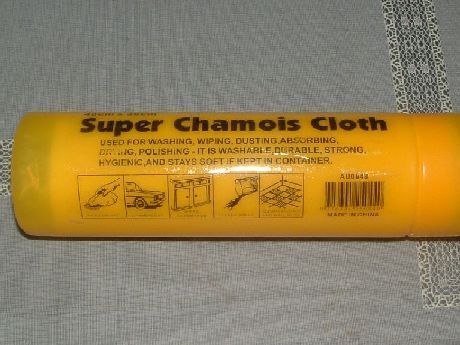 Super Chamois Cloth
USED FOR WASHING, WIPING, DUSTING, ABSORBING,
DRYING, POLISHING - IT IS WASHABLE, DURABLE, STRONG,
HYGIENIC, AND STAYS SOFT IF KEPT IN CONTAINER.
MADE IN CHINA